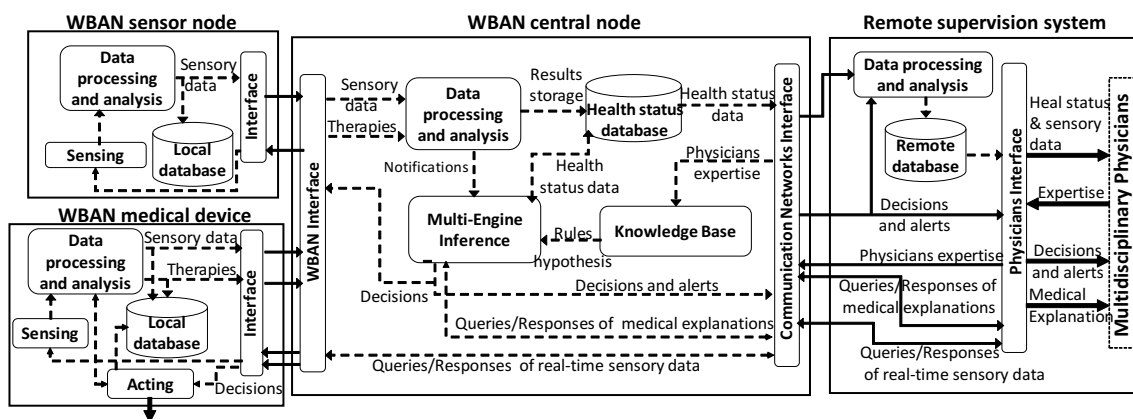 WBAN sensor node
Data
processing
and analysis
Sensory
data
Sensing
Local
database
Interface
WBAN medical device
Data
processing
and analysis
Sensory data
Therapies
Sensing
Local
database
Acting
Decisions
Interface
WBAN central node
WBAN Interface
Sensory
data
Therapies
Data
processing
and analysis
Results
storage
Health status
database
Health status
data
Notifications
Health
status data
Physicians
expertise
Multi-Engine
Inference
Rules
hypothesis
Knowledge Base
Decisions
Decisions and alerts
Queries/Responses of medical explanations
Queries/Responses of real-time sensory data
Communication Networks Interface
Remote supervision system
Data processing
and analysis
Remote
database
Decisions
and alerts
Physicians expertise
Queries/Responses of
medical explanations
Queries/Responses
of real-time sensory data
Physicians Interface
Heal status
& sensory
data
Expertise
Decisions
and alerts
Medical
Explanation
Multidisciplinary Physicians